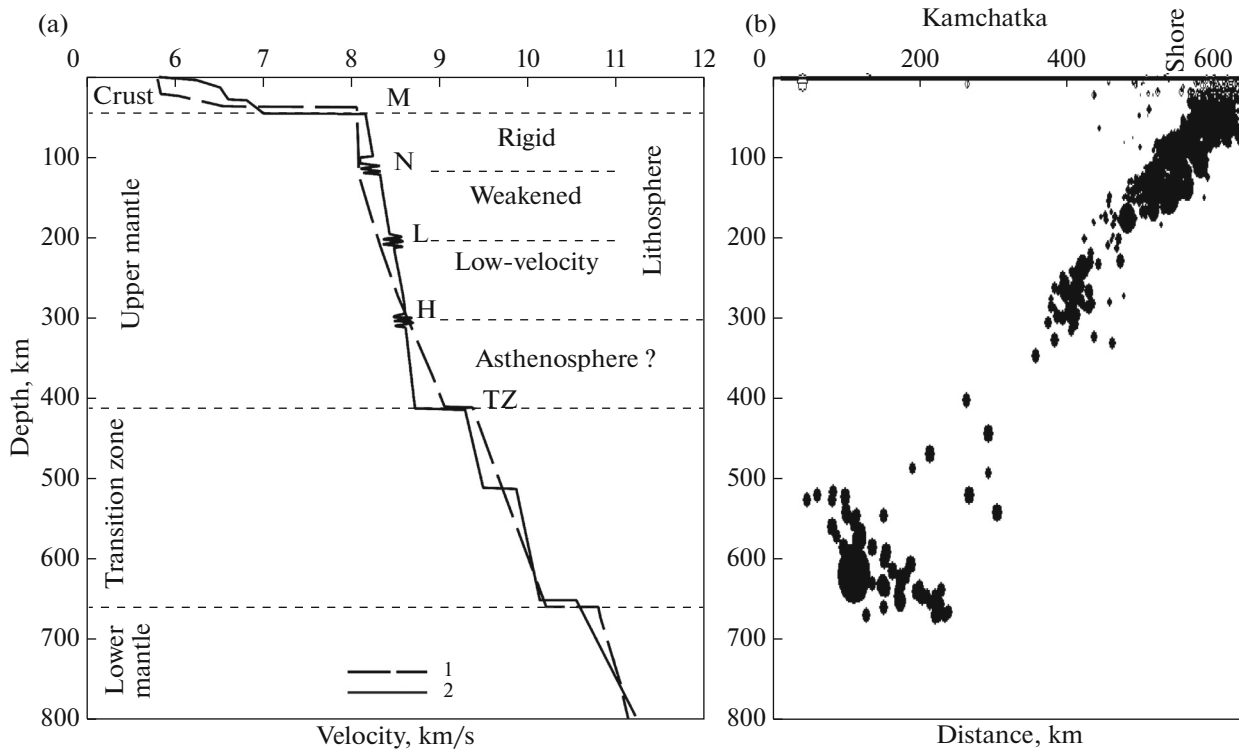 (a)
0 6 7 8 9 10 11 12
Crust
M
Rigid
100
N
Weakened
Lithosphere
Upper mantle
200
L
Low-velocity
300
H
Asthenosphere ?
400
TZ
Depth, km
500
Transition zone
600
700
Lower
mantle
1
2
800
Velocity, km/s
(b)
Kamchatka
Shore
0 200 400 600
0
100
200
300
400
500
600
700
800
Distance, km